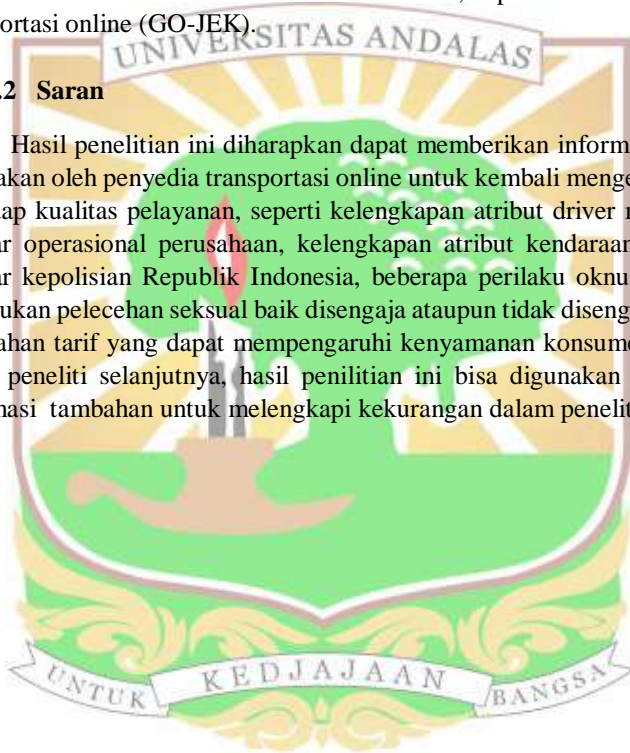 ortasi online (GO-JEK).
UNIVERSITAS ANDALAS
.2 Saran
Hasil penelitian ini diharapkan dapat memberikan inform
akan oleh penyedia transportasi online untuk kembali menge
ap kualitas pelayanan, seperti kelengkapan atribut driver
ar operasional perusahaan, kelengkapan atribut kendaraan
ar kepolisian Republik Indonesia, beberapa perilaku oknu
ukan pelecehan seksual baik disengaja ataupun tidak diseng
ahan tarif yang dapat mempengaruhi kenyamanan konsume
peneliti selanjutnya, hasil penilitian ini bisa digunakan
nasi tambahan untuk melengkapi kekurangan dalam penelit
UNTUK KEDJAJAAN BANGSA